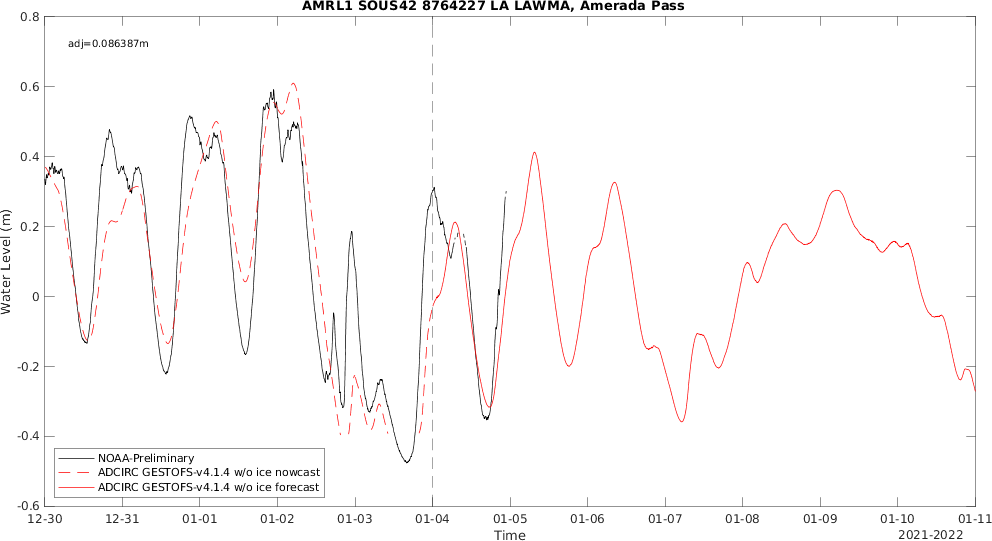 AMRL1 SOUS42 8764227 LA LAWMA, Amerada Pass
adj=0.086387m
Water Level (m)
0.8
0.6
0.4
0.2
0
-0.2
-0.4
-0.6
NOAA-Preliminary
ADCIRC GESTOFS-v4.1.4 w/o ice nowcast
ADCIRC GESTOFS-v4.1.4 w/o ice forecast
12-30 12-31 01-01 01-02 01-03 01-04 01-05 01-06 01-07 01-08 01-09 01-10 01-11
Time
2021-2022